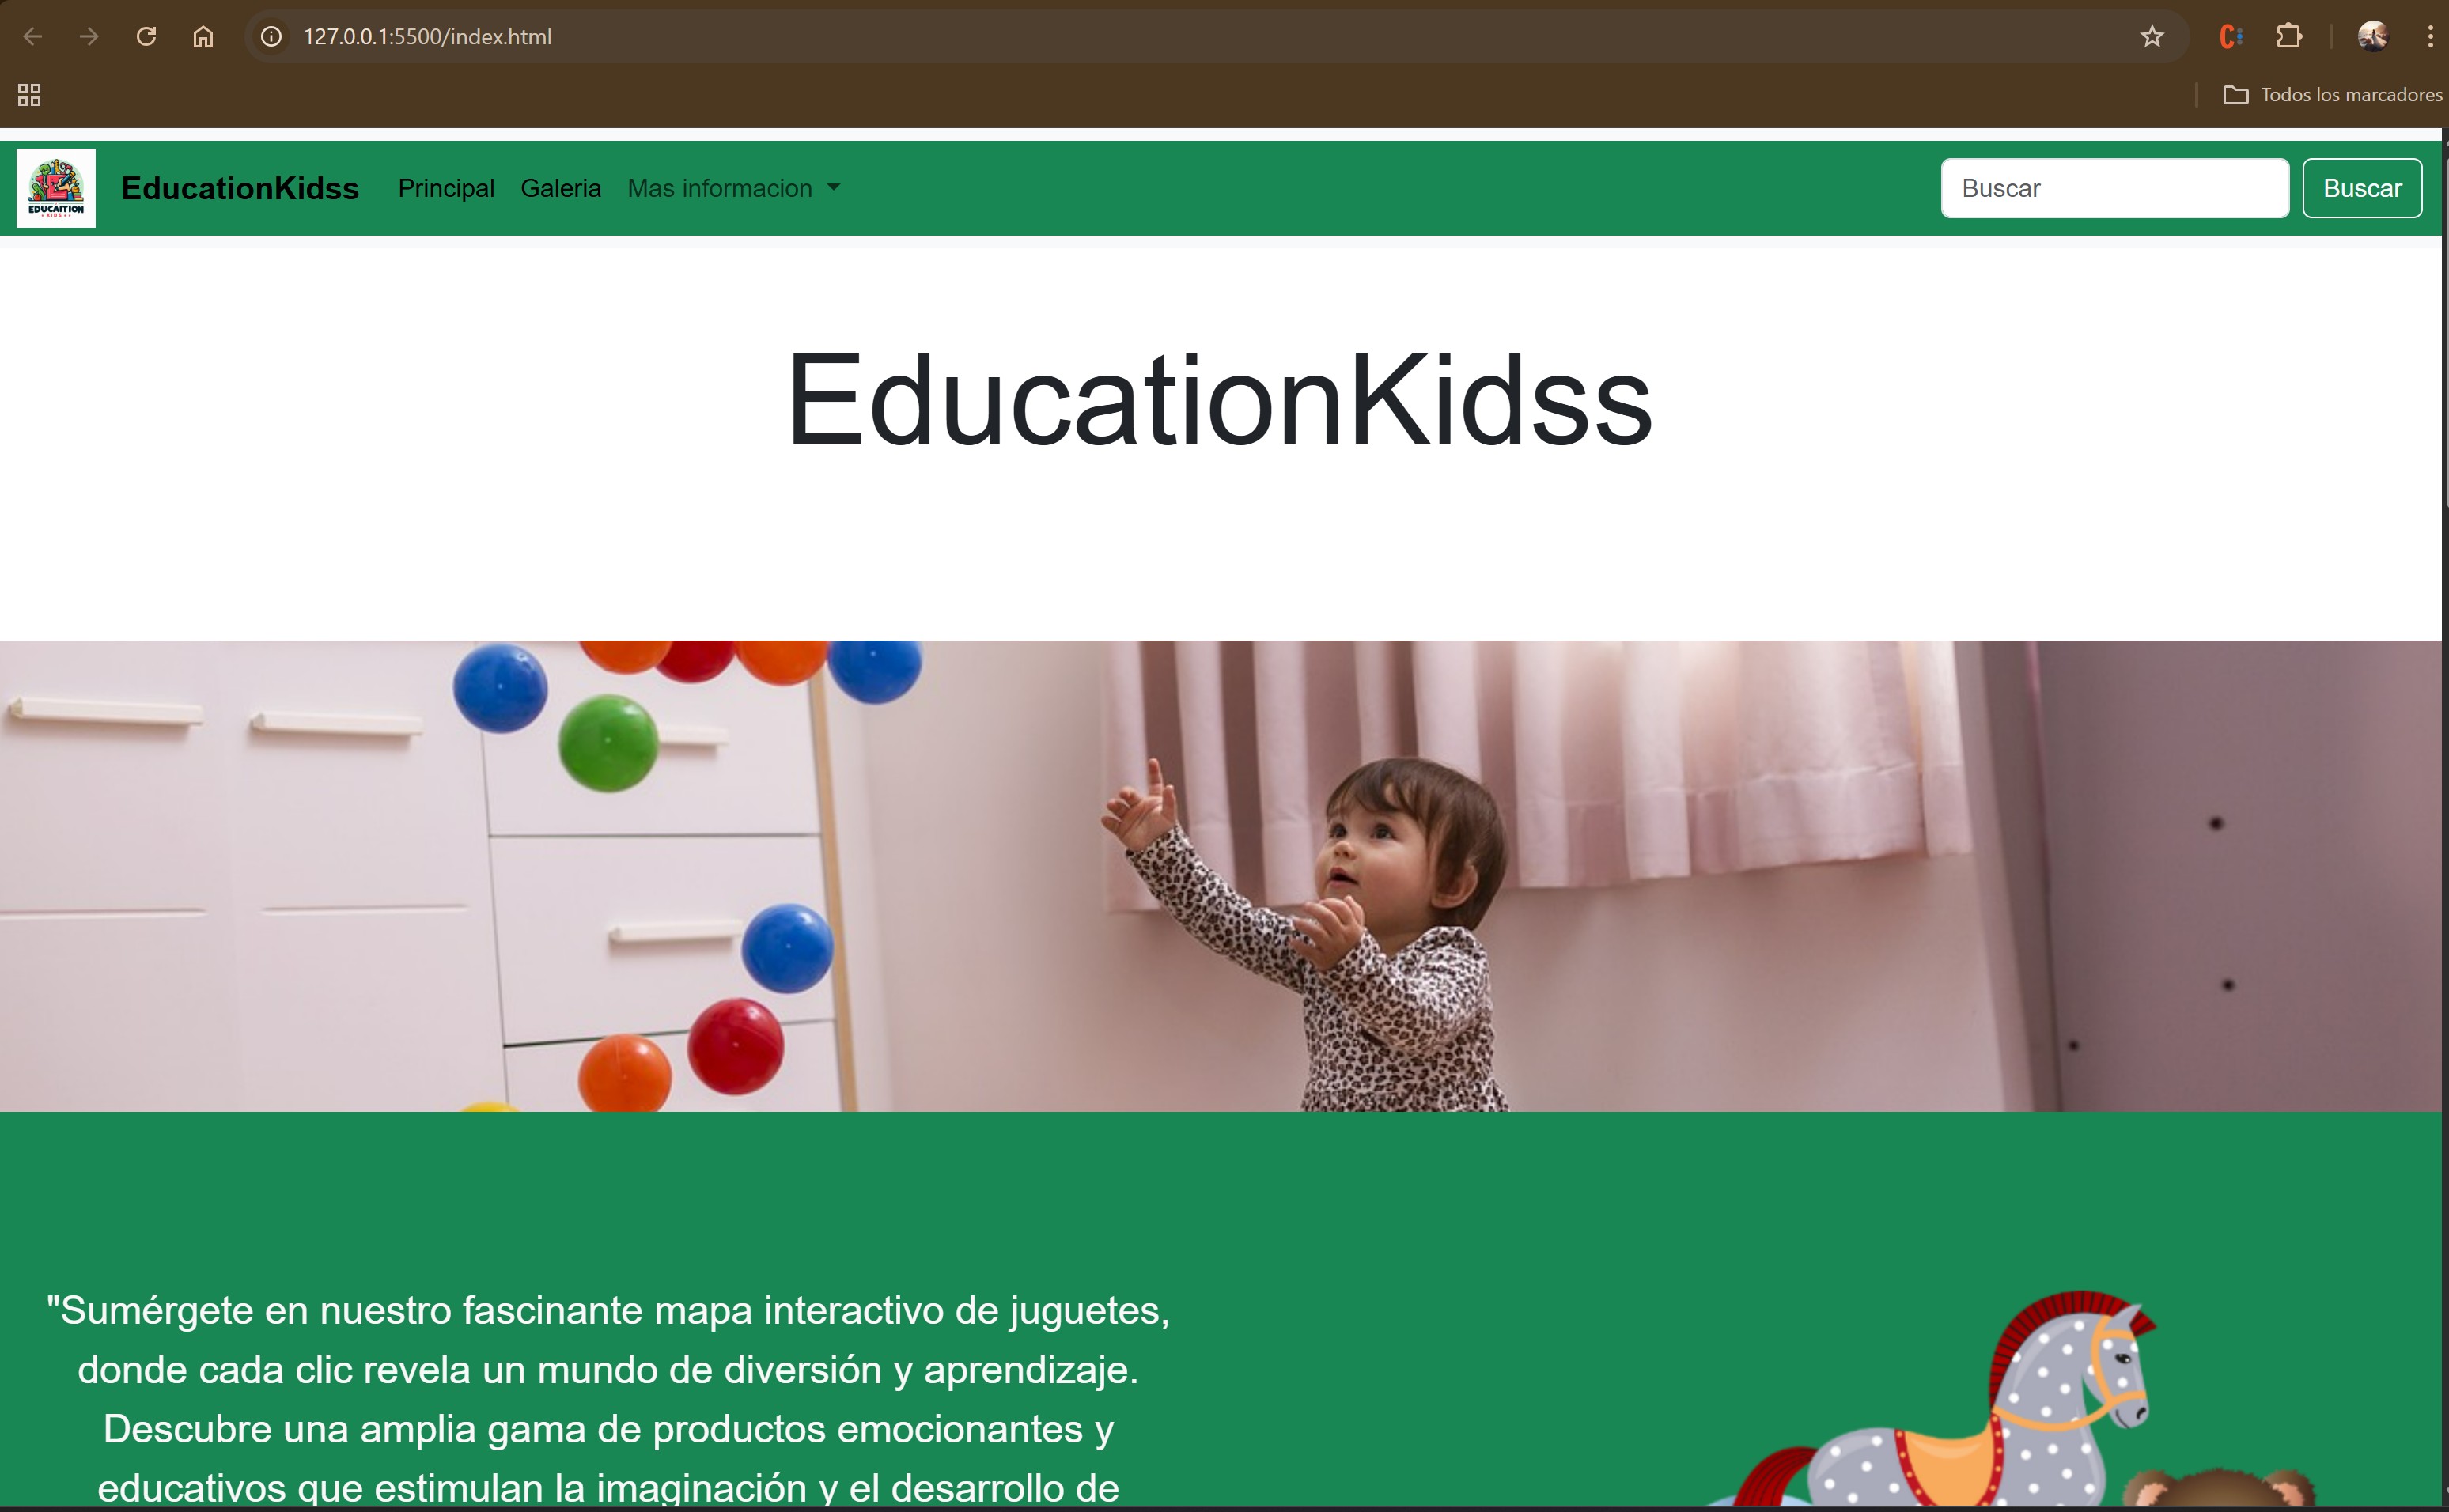 127.0.0.1:5500/index.html
Todos los marcadores
EDUCAITION
KIDS
EducationKidss Principal Galeria Mas informacion Buscar Buscar
EducationKidss
"Sumérgete en nuestro fascinante mapa interactivo de juguetes,
donde cada clic revela un mundo de diversión y aprendizaje.
Descubre una amplia gama de productos emocionantes y
educativos que estimulan la imaginación y el desarrollo de